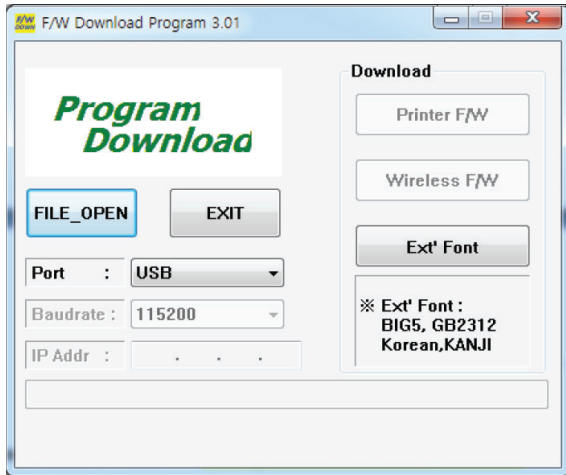 F/W DOWN F/W Download Program 3.01
Program
Download
FILE_OPEN EXIT
Port : USB
Baudrate : 115200
IP Addr : . . .
Download
Printer F/W
Wireless F/W
Ext' Font
※ Ext' Font :
BIG5, GB2312
Korean,KANJI